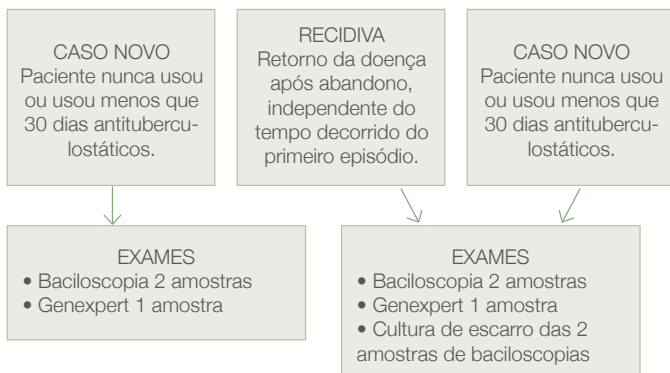 CASO NOVO
Paciente nunca usou
ou usou menos que
30 dias antitubercu-
lostáticos.
RECIDIVA
Retorno da doença
após abandono,
independente do
tempo decorrido do
primeiro episódio.
CASO NOVO
Paciente nunca usou
ou usou menos que
30 dias antitubercu-
lostáticos.
EXAMES
• Baciloscopia 2 amostras
• Genexpert 1 amostra
EXAMES
• Baciloscopia 2 amostras
• Genexpert 1 amostra
• Cultura de escarro das 2
amostras de baciloscopias